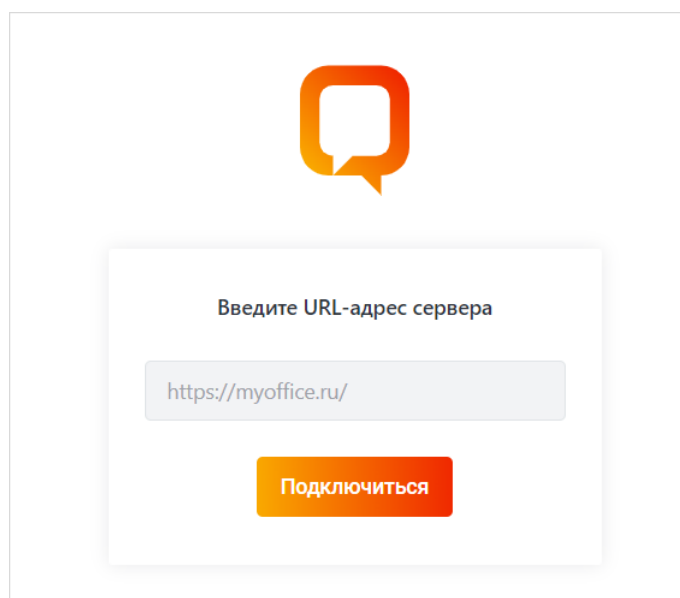 Введите URL-адрес сервера
https://myoffice.ru/
Подключиться